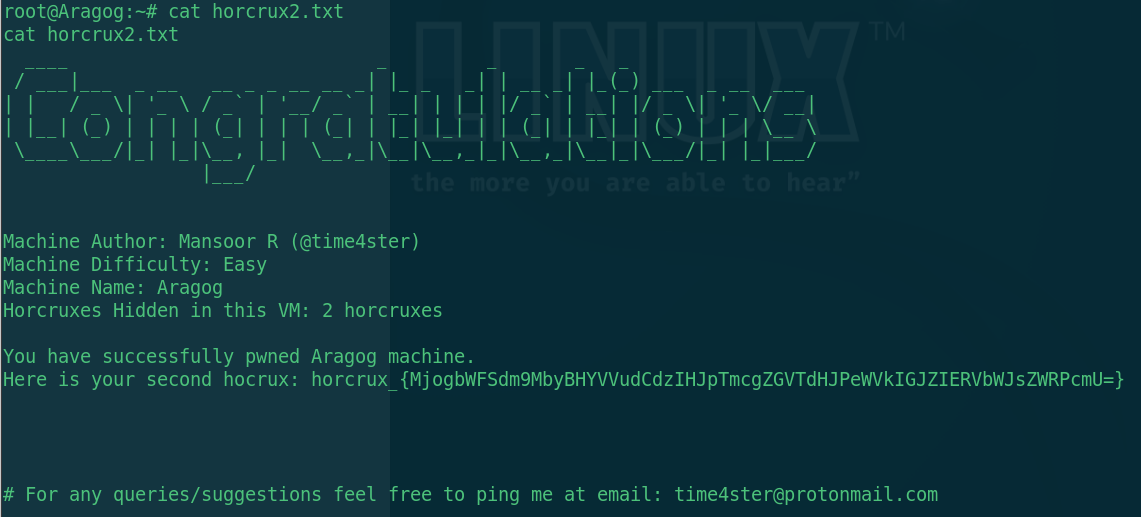 root@Aragog:~# cat horcrux2.txt
cat horcrux2.txt
Congratulations
LINUX™
the more you are able to hear”
Machine Author: Mansoor R (@time4ster)
Machine Difficulty: Easy
Machine Name: Aragog
Horcruxes Hidden in this VM: 2 horcruxes
You have successfully pwned Aragog machine.
Here is your second hocrux: horcrux_{MjogbWFSdm9MbyBHYVVudCdzIHJpTmcgZGVTdHJPeWVkIGJZIERVbWJsZWRPcmU=}
# For any queries/suggestions feel free to ping me at email: time4ster@protonmail.com